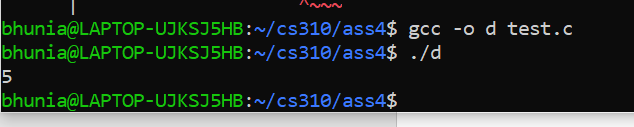 |                          ^~~~
bhunia@LAPTOP-UJKSJ5HB:~/cs310/ass4$ gcc -o d test.c
bhunia@LAPTOP-UJKSJ5HB:~/cs310/ass4$ ./d
5
bhunia@LAPTOP-UJKSJ5HB:~/cs310/ass4$